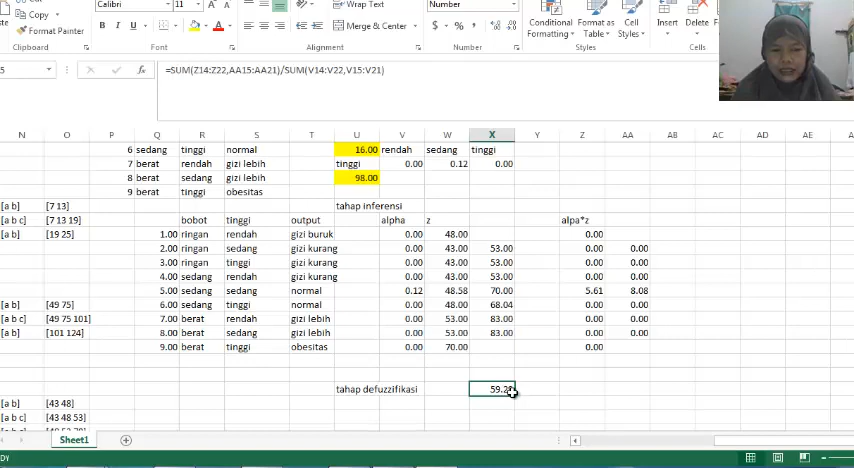 Copy
Format Painter
Clipboard
Calibri 11 A A
B I U A
Font
Wrap Text
Merge & Center
Alignment
Number
$ % ,
Number
Conditional Formatting
Format as Table
Cell Styles
Styles
Insert Delete
Cells
5 fx =SUM(Z14:Z22,AA15:AA21)/SUM(V14:V22,V15:V21)
N O P Q R S T U V W X Y Z AA AB AC AD AE
6 sedang tinggi normal 16.00 rendah sedang tinggi
7 berat rendah gizi lebih tinggi 0.00 0.12 0.00
8 berat sedang gizi lebih 98.00
9 berat tinggi obesitas
[a b] [7 13] tahap inferensi
[a b c] [7 13 19] bobot tinggi output alpha z alpa*z
[a b] [19 25] 1.00 ringan rendah gizi buruk 0.00 48.00 0.00
2.00 ringan sedang gizi kurang 0.00 43.00 53.00 0.00 0.00
3.00 ringan tinggi gizi kurang 0.00 43.00 53.00 0.00 0.00
4.00 sedang rendah gizi kurang 0.00 43.00 53.00 0.00 0.00
5.00 sedang sedang normal 0.12 48.58 70.00 5.61 8.08
[a b] [49 75] 6.00 sedang tinggi normal 0.00 48.00 68.04 0.00 0.00
[a b c] [49 75 101] 7.00 berat rendah gizi lebih 0.00 53.00 83.00 0.00 0.00
[a b] [101 124] 8.00 berat sedang gizi lebih 0.00 53.00 83.00 0.00 0.00
9.00 berat tinggi obesitas 0.00 70.00 0.00
tahap defuzzifikasi
[a b] [43 48]
[a b c] [43 48 53]
Sheet1
DY